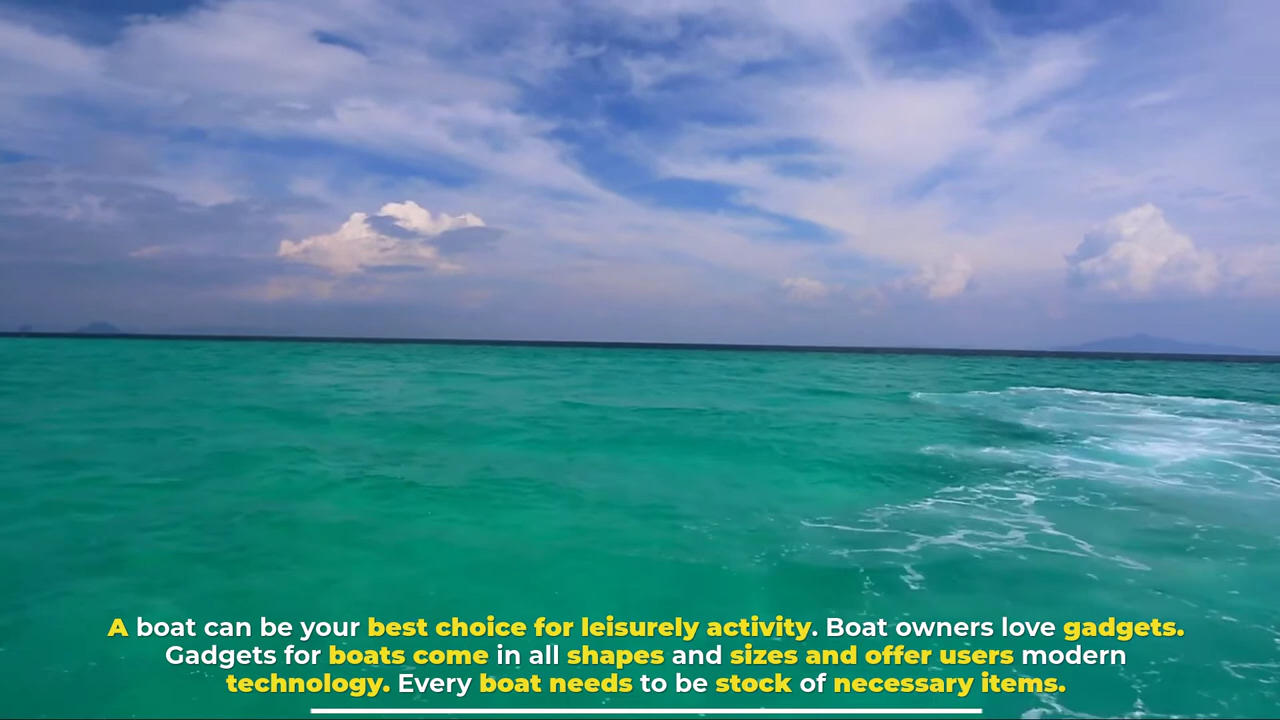 A boat can be your best choice for leisurely activity. Boat owners love gadgets.
Gadgets for boats come in all shapes and sizes and offer users modern
technology. Every boat needs to be stock of necessary items.